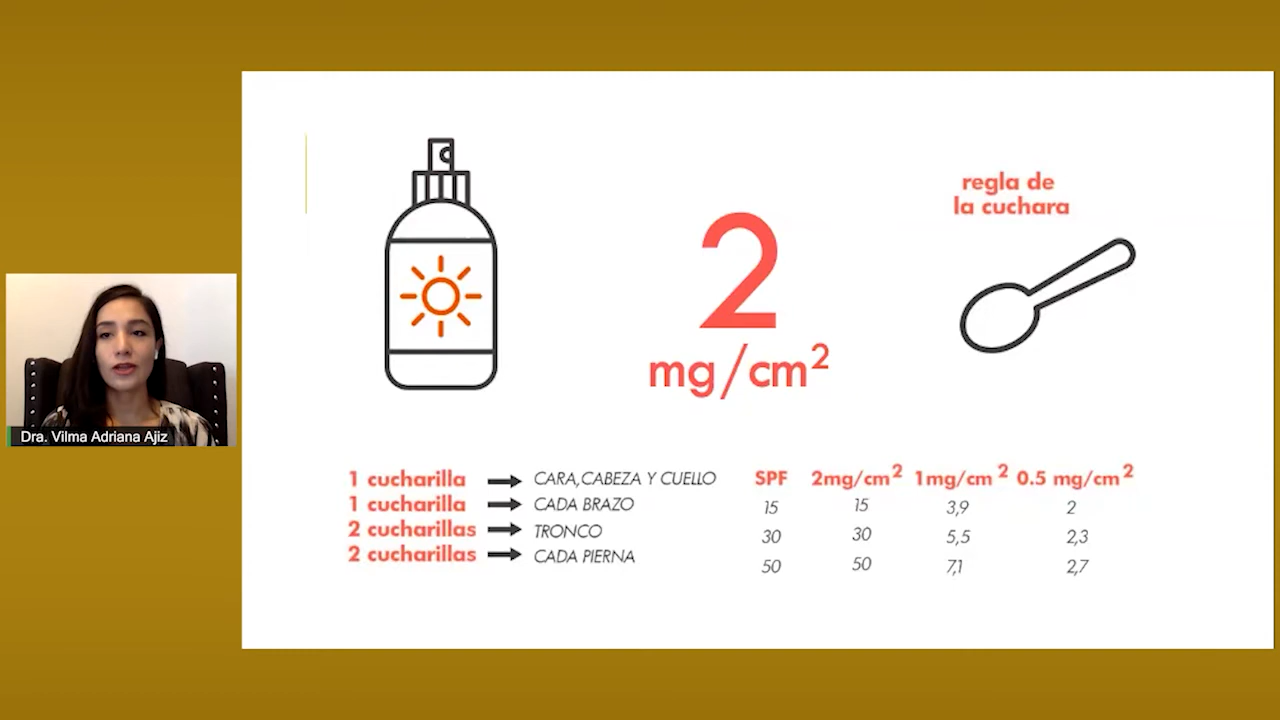 regla de
la cuchara
2
mg/cm²
1 cucharilla → CARA,CABEZA Y CUELLO
1 cucharilla → CADA BRAZO
2 cucharillas → TRONCO
2 cucharillas → CADA PIERNA
SPF 2mg/cm² 1mg/cm² 0.5 mg/cm²
15 15 3,9 2
30 30 5,5 2,3
50 50 7,1 2,7
Dra. Vilma Adriana Ajiz